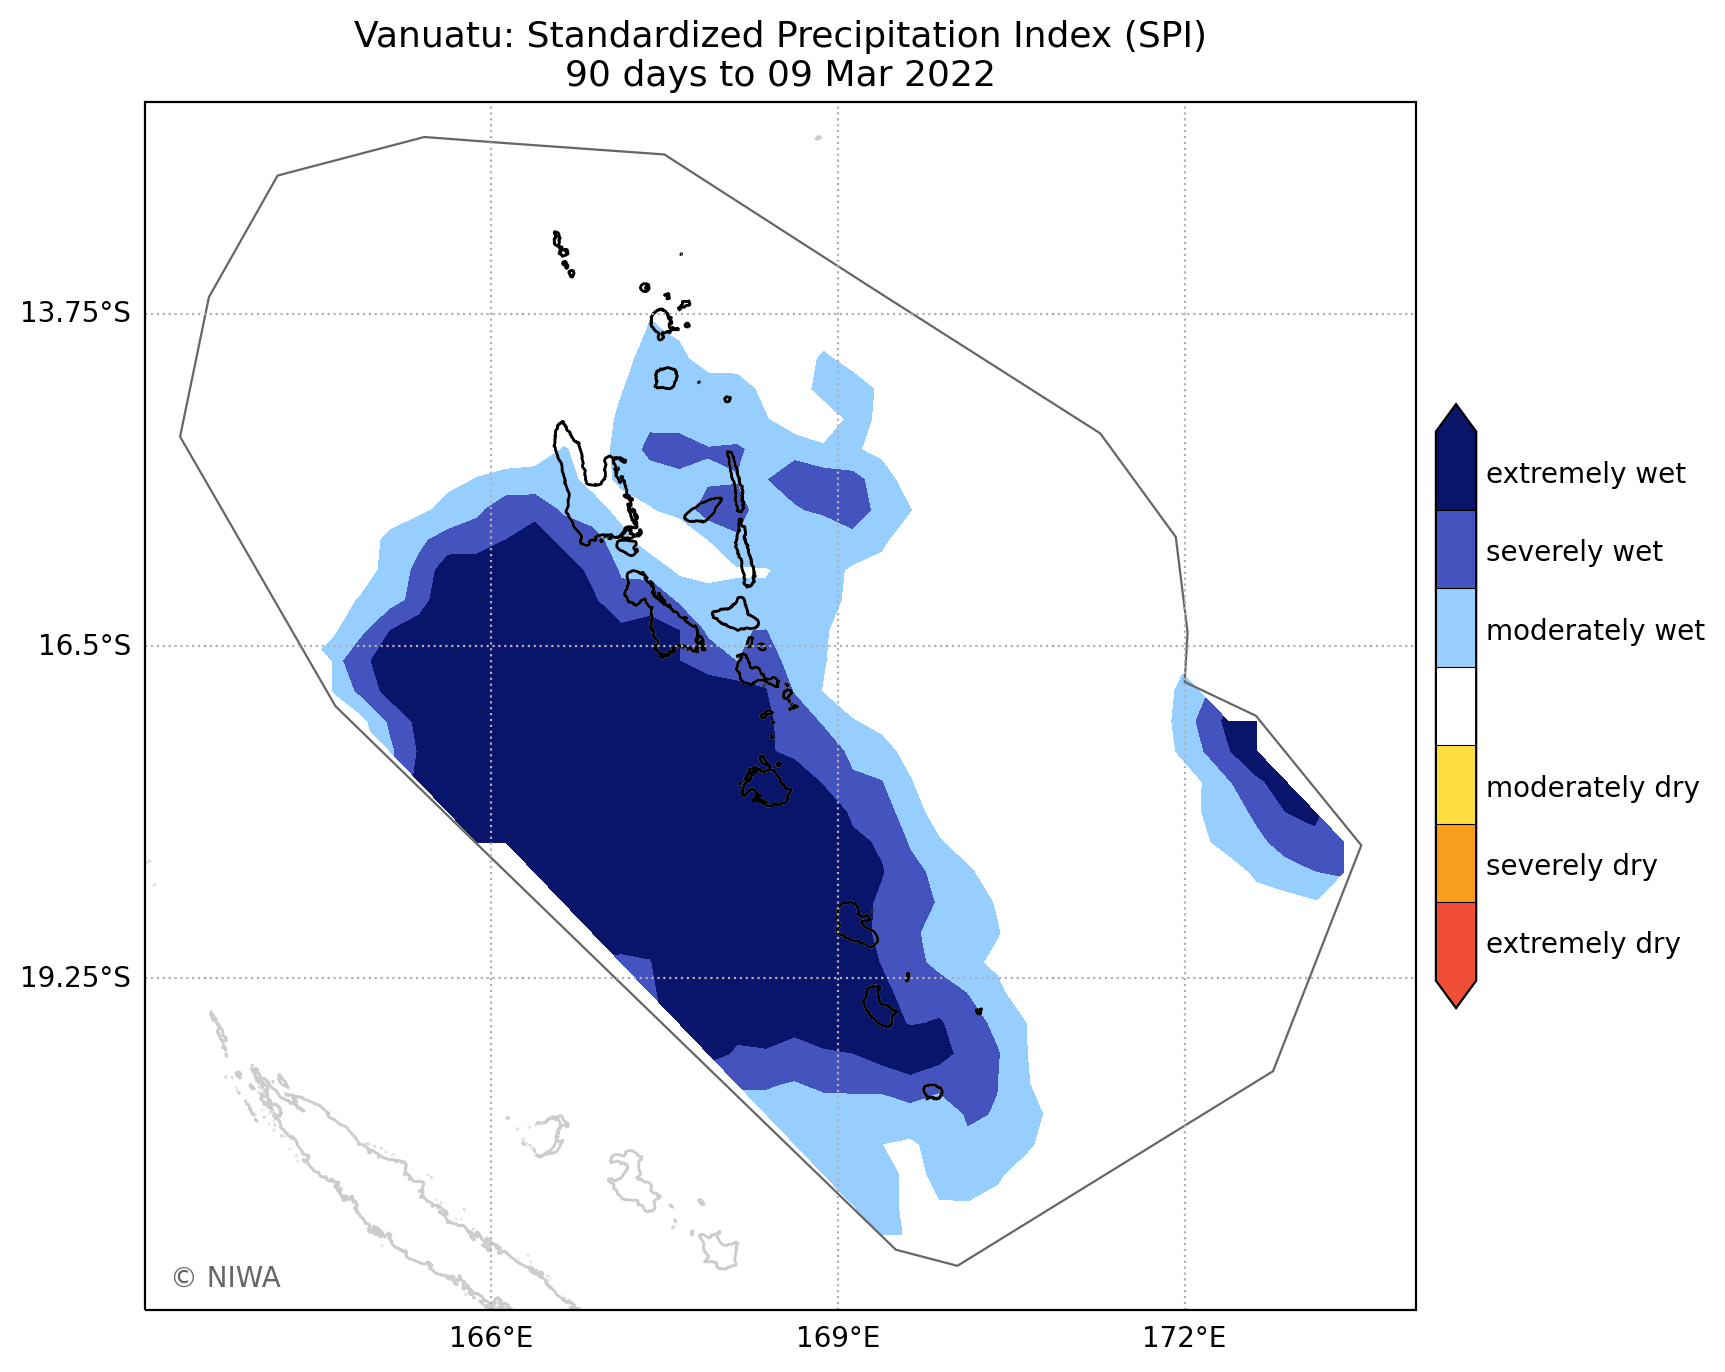 Vanuatu: Standardized Precipitation Index (SPI)
90 days to 09 Mar 2022
13.75°S
16.5°S
19.25°S
extremely wet
severely wet
moderately wet
moderately dry
severely dry
extremely dry
© NIWA
166°E
169°E
172°E